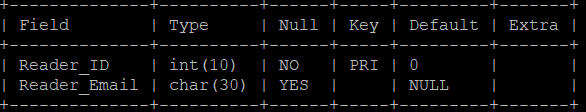 +--------------+----------+------+-----+---------+-------+
| Field        | Type     | Null | Key | Default | Extra |
+--------------+----------+------+-----+---------+-------+
| Reader_ID    | int(10)  | NO   | PRI | 0       |       |
| Reader_Email | char(30) | YES  |     | NULL    |       |
+--------------+----------+------+-----+---------+-------+